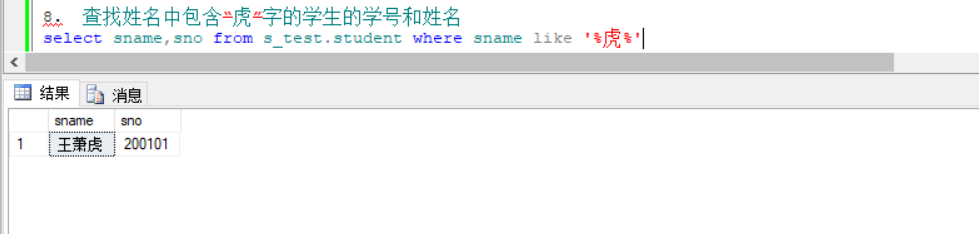 8. 查找姓名中包含“虎“字的学生的学号和姓名
select sname,sno from s_test.student where sname like '%虎%'
结果 消息
sname sno
1 王萧虎 200101